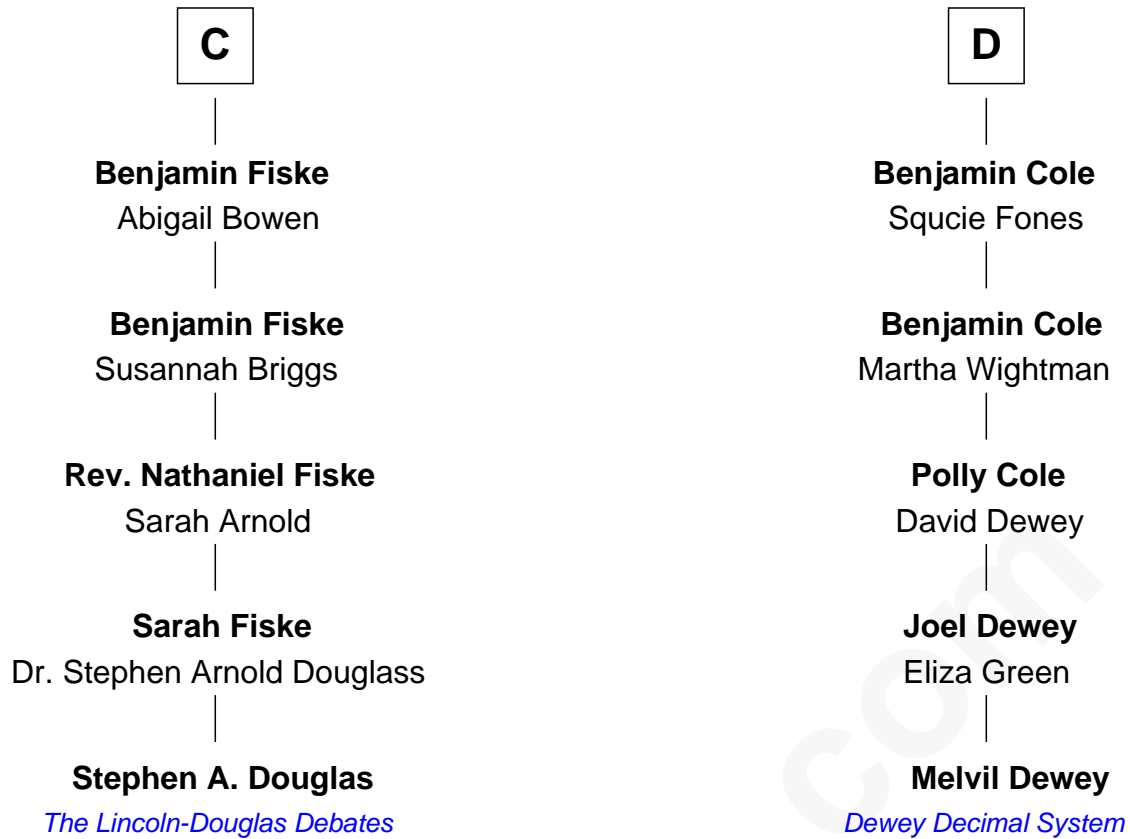 C
Benjamin Fiske
Abigail Bowen
Benjamin Fiske
Susannah Briggs
Rev. Nathaniel Fiske
Sarah Arnold
Sarah Fiske
Dr. Stephen Arnold Douglass
Stephen A. Douglas
The Lincoln-Douglas Debates
D
Benjamin Cole
Squcie Fones
Benjamin Cole
Martha Wightman
Polly Cole
David Dewey
Joel Dewey
Eliza Green
Melvil Dewey
Dewey Decimal System
com